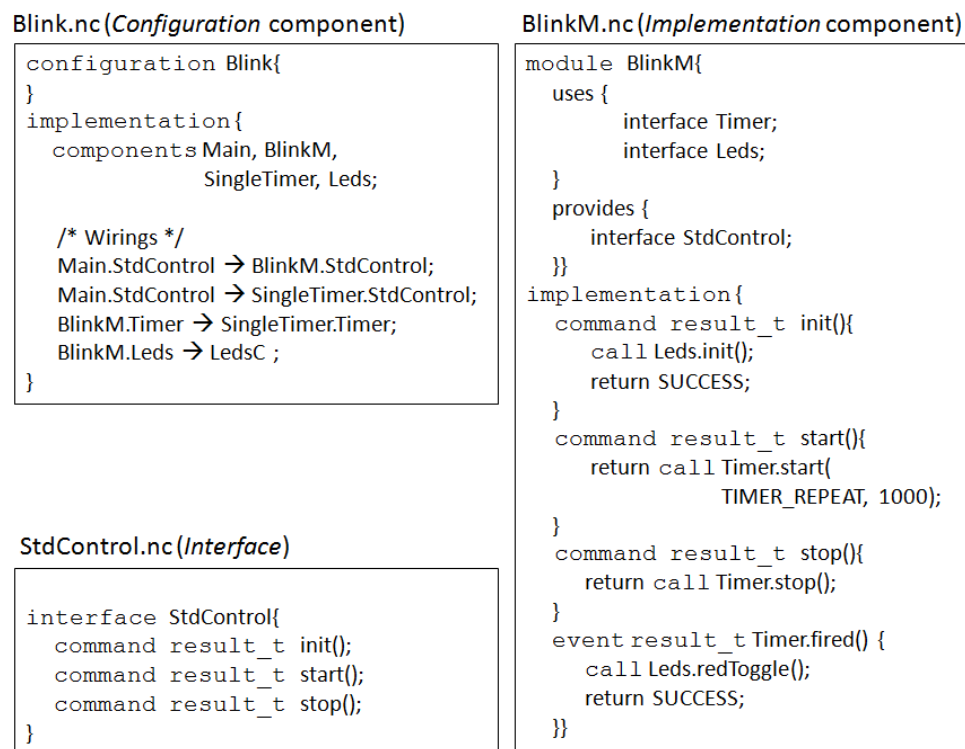 Blink.nc (Configuration component)
configuration Blink{
}
implementation{
components Main, BlinkM,
SingleTimer, Leds;
/* Wirings */
Main.StdControl → BlinkM.StdControl;
Main.StdControl → SingleTimer.StdControl;
BlinkM.Timer → SingleTimer.Timer;
BlinkM.Leds → LedsC ;
}
StdControl.nc (Interface)
interface StdControl{
command result_t init();
command result_t start();
command result_t stop();
}
BlinkM.nc (Implementation component)
module BlinkM{
uses {
interface Timer;
interface Leds;
}
provides {
interface StdControl;
}}
implementation{
command result_t init(){
call Leds.init();
return SUCCESS;
}
command result_t start(){
return call Timer.start(
TIMER_REPEAT, 1000);
}
command result_t stop(){
return call Timer.stop();
}
event result_t Timer.fired() {
call Leds.redToggle();
return SUCCESS;
}}